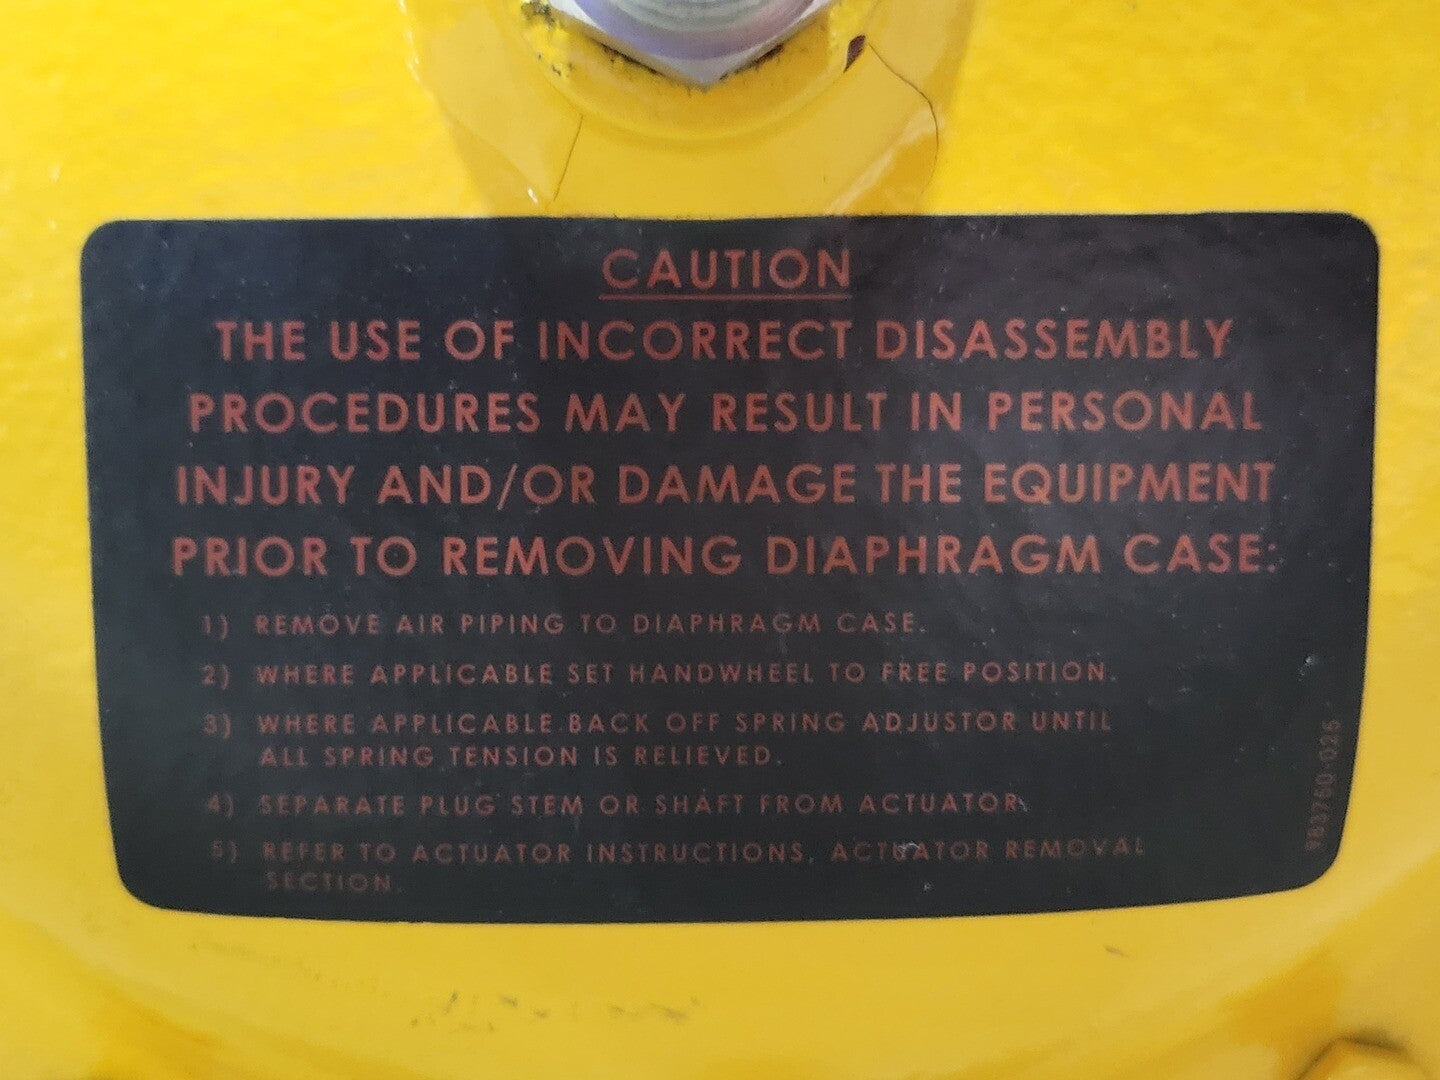 CAUTION
THE USE OF INCORRECT DISASSEMBLY
PROCEDURES MAY RESULT IN PERSONAL
INJURY AND/OR DAMAGE THE EQUIPMENT
PRIOR TO REMOVING DIAPHRAGM CASE:
1) REMOVE AIR PIPING TO DIAPHRAGM CASE.
2) WHERE APPLICABLE SET HANDWHEEL TO FREE POSITION.
3) WHERE APPLICABLE BACK OFF SPRING ADJUSTOR UNTIL
ALL SPRING TENSION IS RELIEVED.
4) SEPARATE PLUG STEM OR SHAFT FROM ACTUATOR.
5) REFER TO ACTUATOR INSTRUCTIONS, ACTUATOR REMOVAL
SECTION.
983760-025